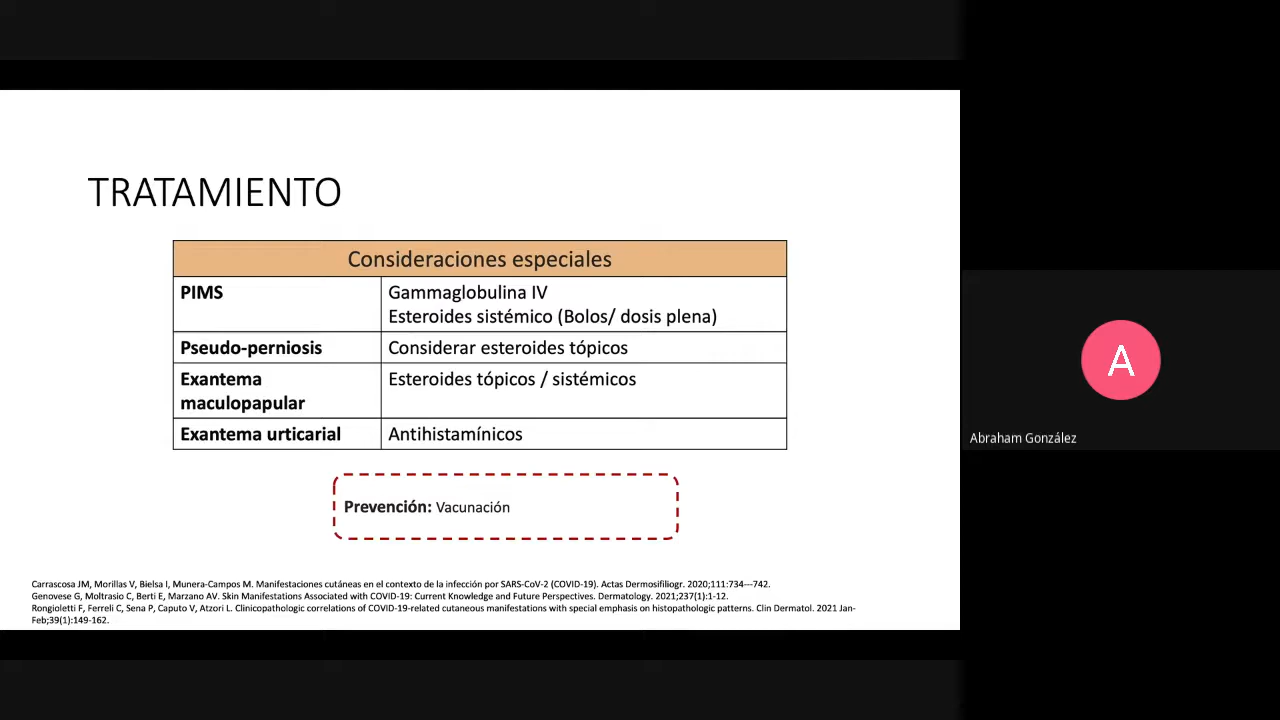 TRATAMIENTO
Consideraciones especiales
PIMS
Gammaglobulina IV
Esteroides sistémico (Bolos/ dosis plena)
Pseudo-perniosis
Considerar esteroides tópicos
Exantema
maculopapular
Esteroides tópicos / sistémicos
Exantema urticarial
Antihistamínicos
Prevención: Vacunación
Carrascosa JM, Morillas V, Bielsa I, Munera-Campos M. Manifestaciones cutáneas en el contexto de la infección por SARS-CoV-2 (COVID-19). Actas Dermosifiliogr. 2020;111:734---742.
Genovese G, Moltrasio C, Berti E, Marzano AV. Skin Manifestations Associated with COVID-19: Current Knowledge and Future Perspectives. Dermatology. 2021;237(1):1-12.
Rongioletti F, Ferreli C, Sena P, Caputo V, Atzori L. Clinicopathologic correlations of COVID-19-related cutaneous manifestations with special emphasis on histopathologic patterns. Clin Dermatol. 2021 Jan-
Feb;39(1):149-162.
A
Abraham González